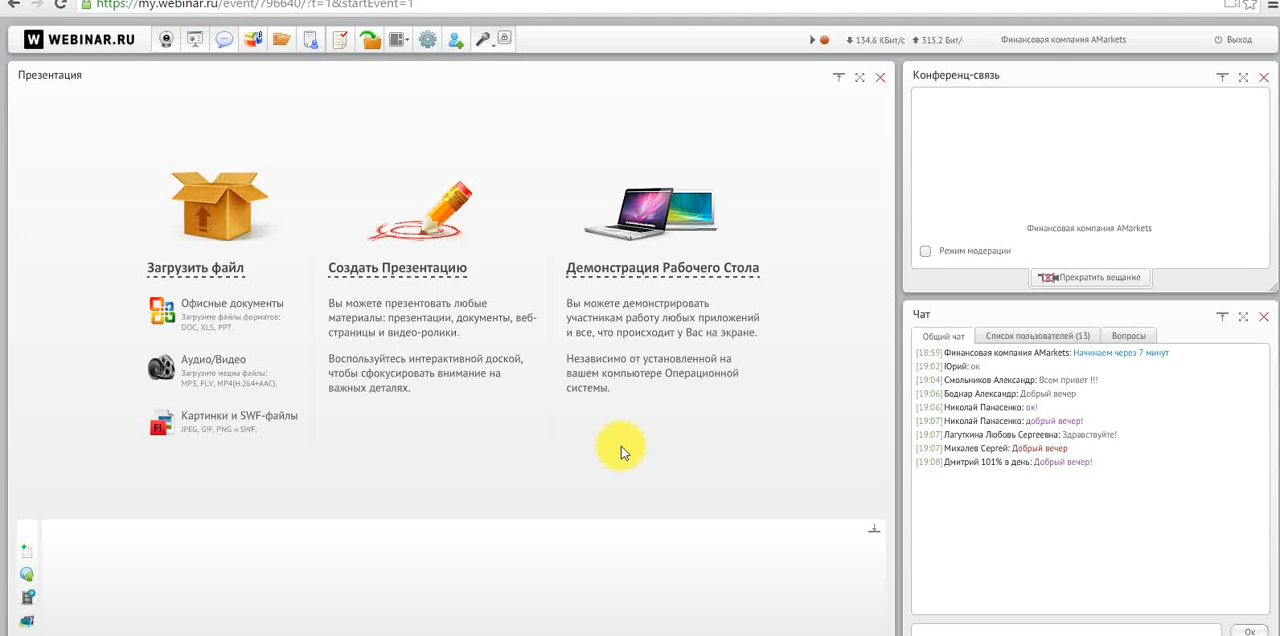 https://my.webinar.ru/event/796640/?t=1&startEvent=1
W WEBINAR.RU
134.6 КБит/с 315.2 Бит/
Финансовая компания AMarkets
Выход
Презентация
Загрузить файл
Офисные документы
Загрузите файлы форматов:
DOC, XLS, PPT.
Аудио/Видео
Загрузите медиа файлы:
MP3, FLV, MP4(H.264+AAC).
Картинки и SWF-файлы
JPEG, GIF, PNG и SWF.
Создать Презентацию
Вы можете презентовать любые
материалы: презентации, документы, веб-
страницы и видео-ролики.
Воспользуйтесь интерактивной доской,
чтобы сфокусировать внимание на
важных деталях.
Демонстрация Рабочего Стола
Вы можете демонстрировать
участникам работу любых приложений
и все, что происходит у Вас на экране.
Независимо от установленной на
вашем компьютере Операционной
системы.
Конференц-связь
Финансовая компания AMarkets
Режим модерации
Прекратить вещание
Чат
Общий чат Список пользователей (13) Вопросы
[18:59] Финансовая компания AMarkets: Начинаем через 7 минут
[19:02] Юрий: ок
[19:04] Смольников Александр: Всем привет !!!
[19:06] Боднар Александр: Добрый вечер
[19:06] Николай Панасенко: ок!
[19:07] Николай Панасенко: добрый вечер!
[19:07] Лагуткина Любовь Сергеевна: Здравствуйте!
[19:07] Михалев Сергей: Добрый вечер
[19:08] Дмитрий 101% в день: Добрый вечер!
Ок